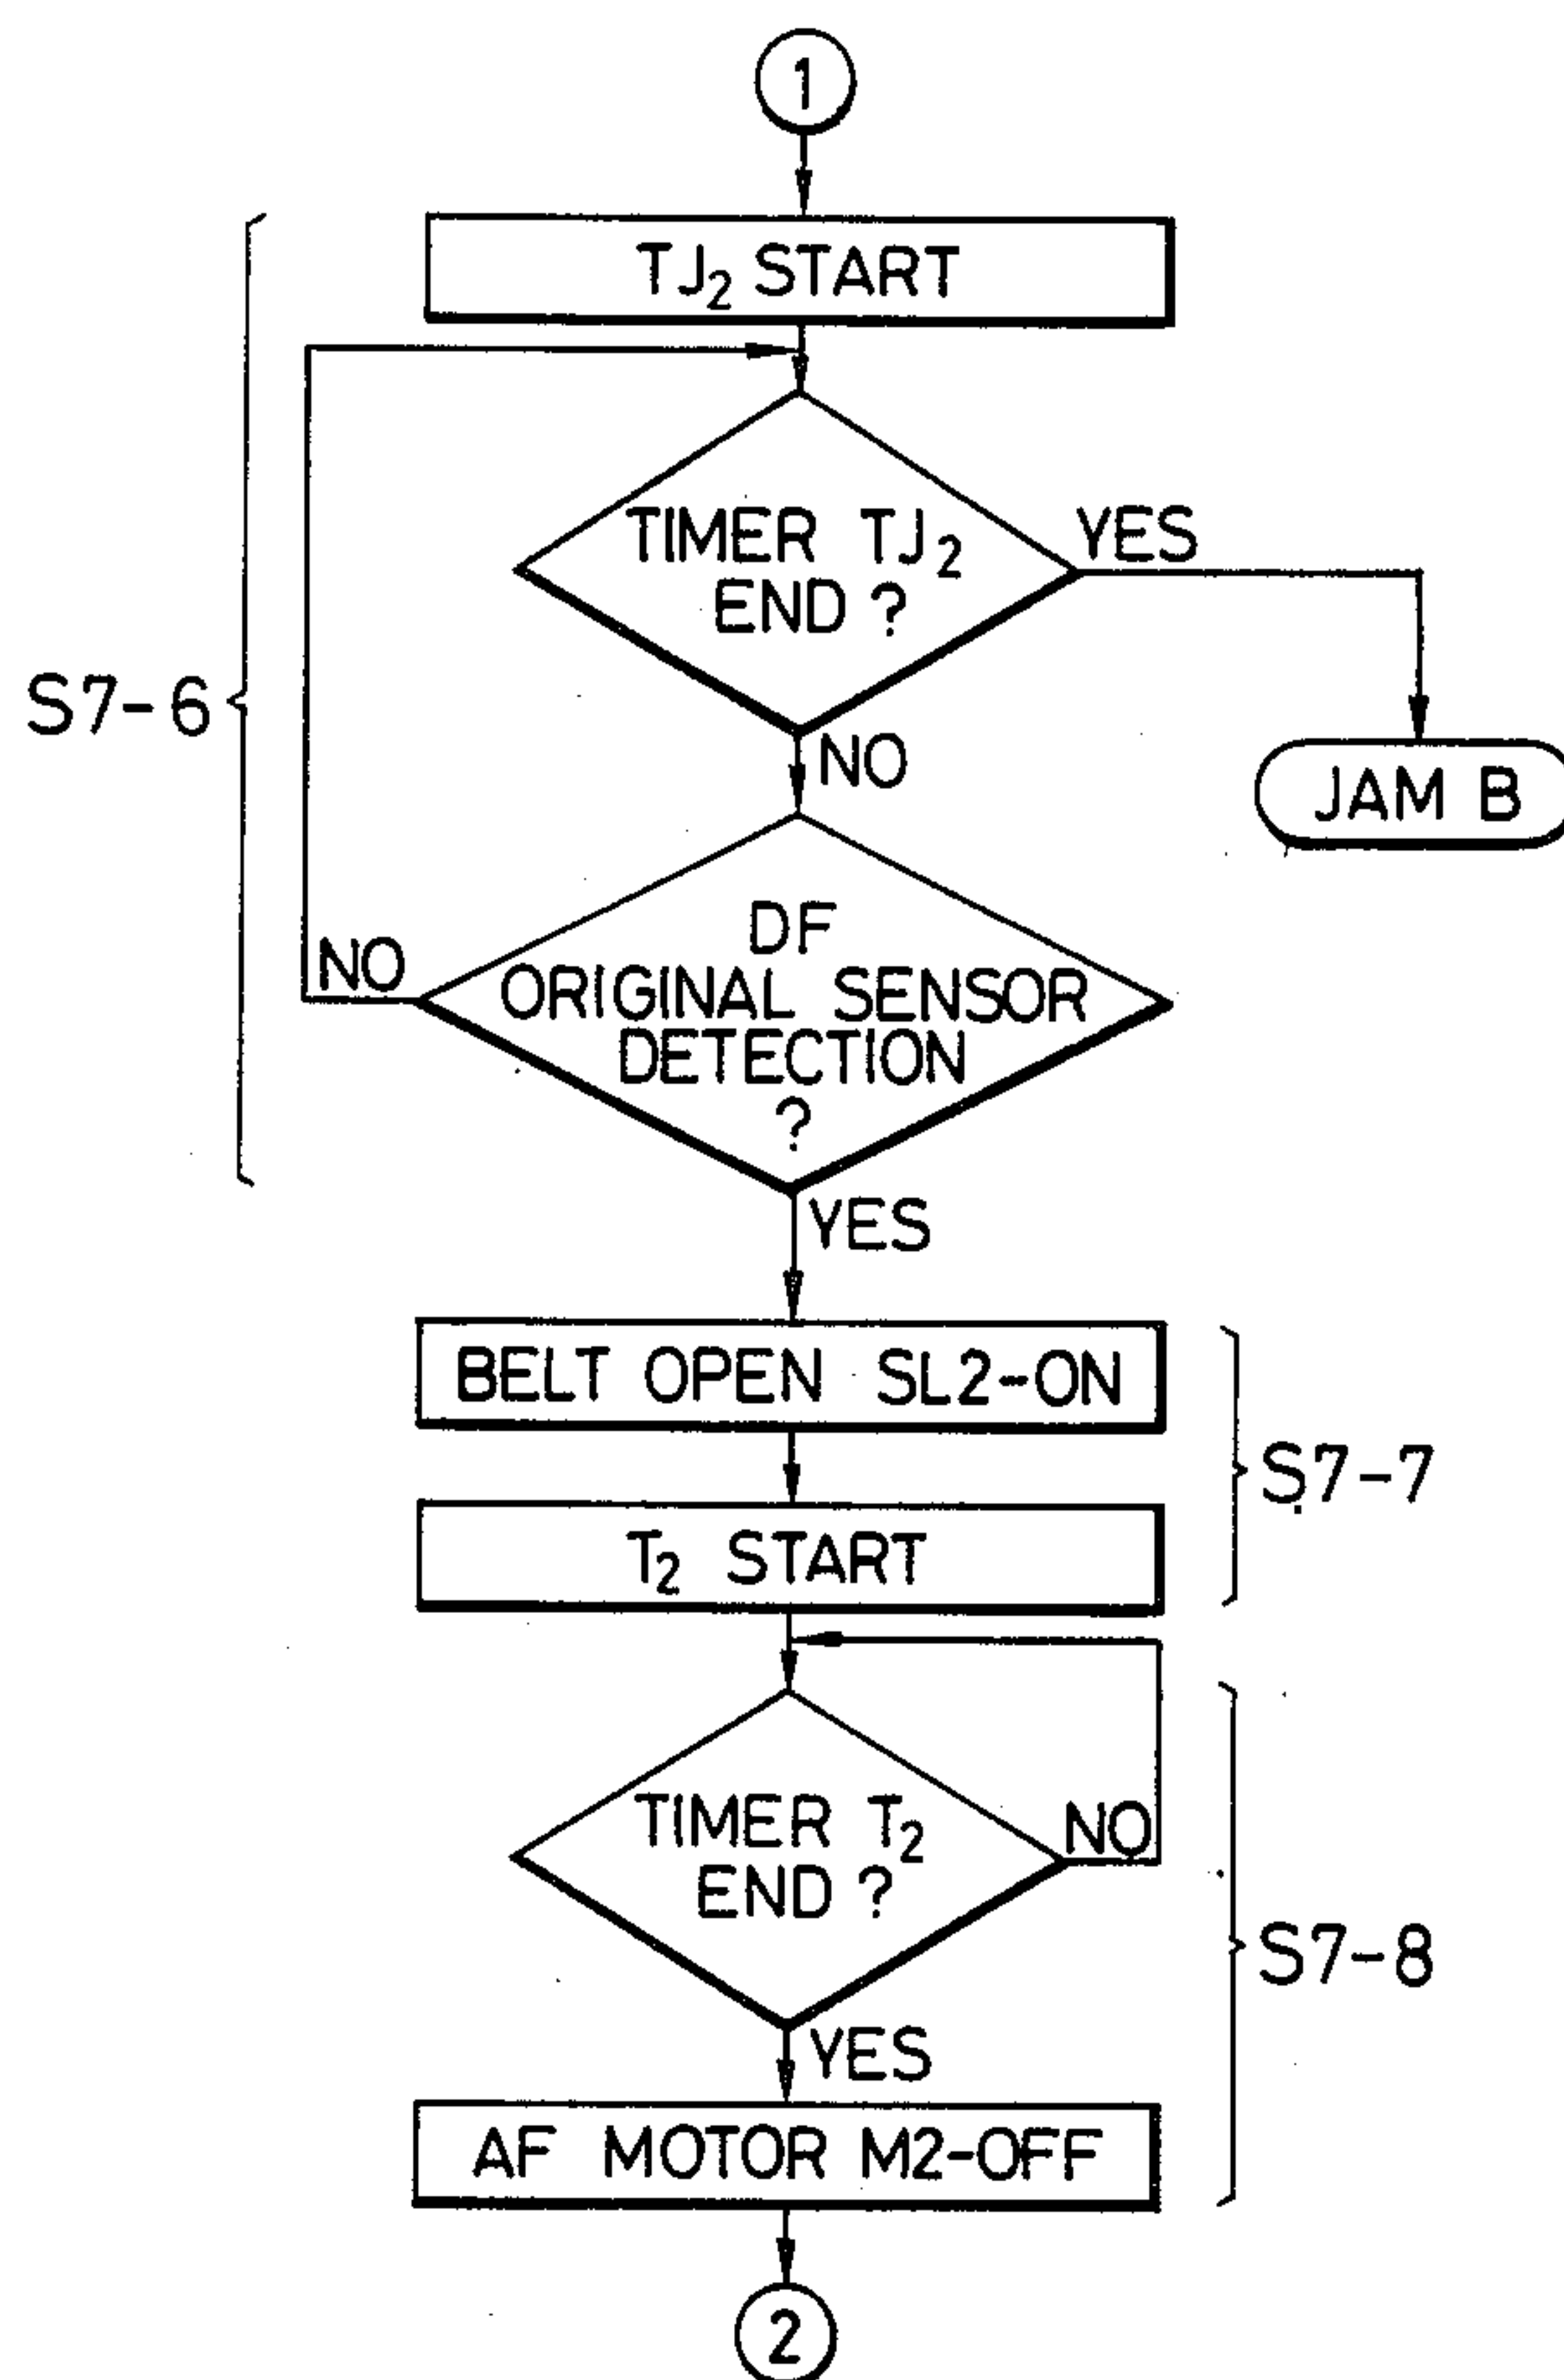 1
TJ₂ START
TIMER TJ₂
END ?
YES
S7-6
NO
JAM B
DF
NO
ORIGINAL SENSOR
DETECTION
?
YES
BELT OPEN SL2-ON
S7-7
T₂ START
TIMER T₂
NO
END ?
S7-8
YES
AF MOTOR M2-OFF
2